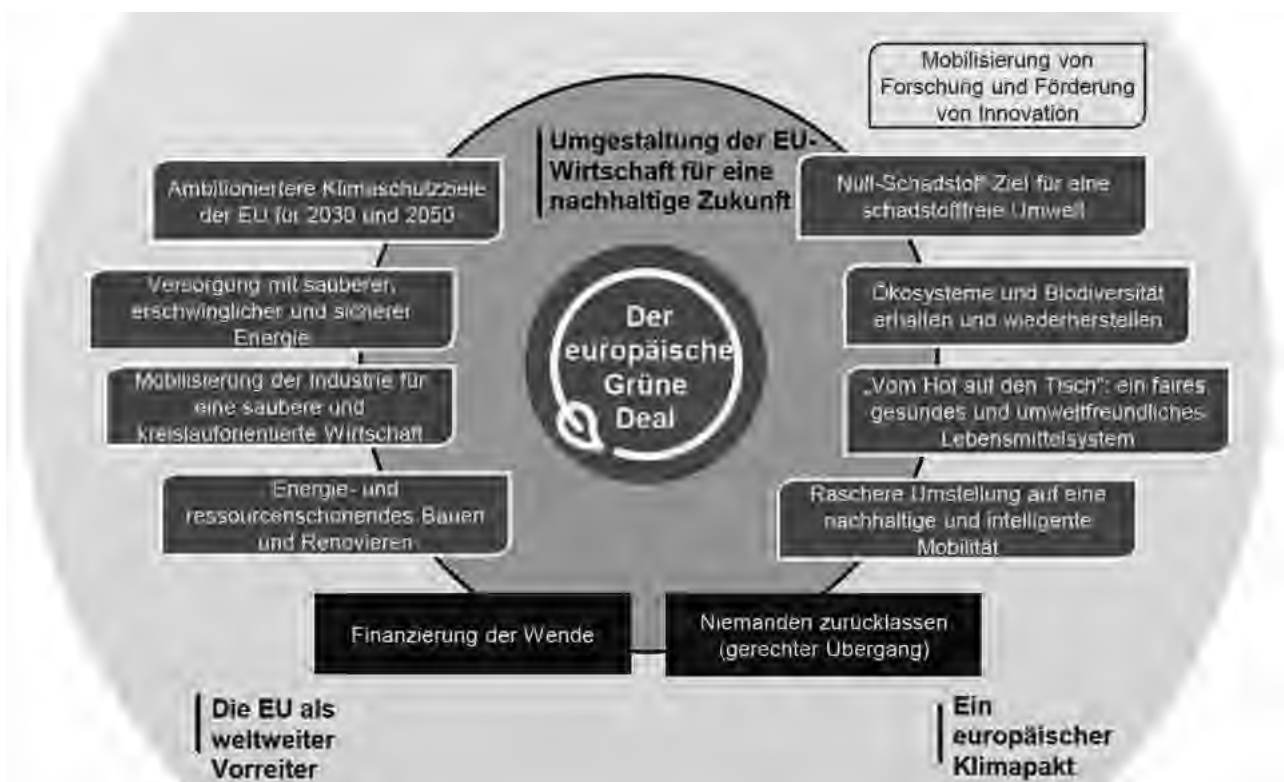 Mobilisierung von
Forschung und Förderung
von Innovation
Umgestaltung der EU-
Wirtschaft für eine
nachhaltige Zukunft
Ambitioniertere Klimaschutzziele
der EU für 2030 und 2050
Null-Schadstoff Ziel für eine
schadstofffreie Umwelt
Versorgung mit sauberer,
erschwinglicher und sicherer
Energie
Ökosysteme und Biodiversität
erhalten und wiederherstellen
Der
europäische
Grüne
Deal
Mobilisierung der Industrie für
eine saubere und
kreislauforientierte Wirtschaft
„Vom Hof auf den Tisch“: ein faires
gesundes und umweltfreundliches
Lebensmittelsystem
Energie- und
ressourcenschonendes Bauen
und Renovieren
Raschere Umstellung auf eine
nachhaltige und intelligente
Mobilität
Finanzierung der Wende
Niemanden zurücklassen
(gerechter Übergang)
Die EU als
weltweiter
Vorreiter
Ein
europäischer
Klimapakt